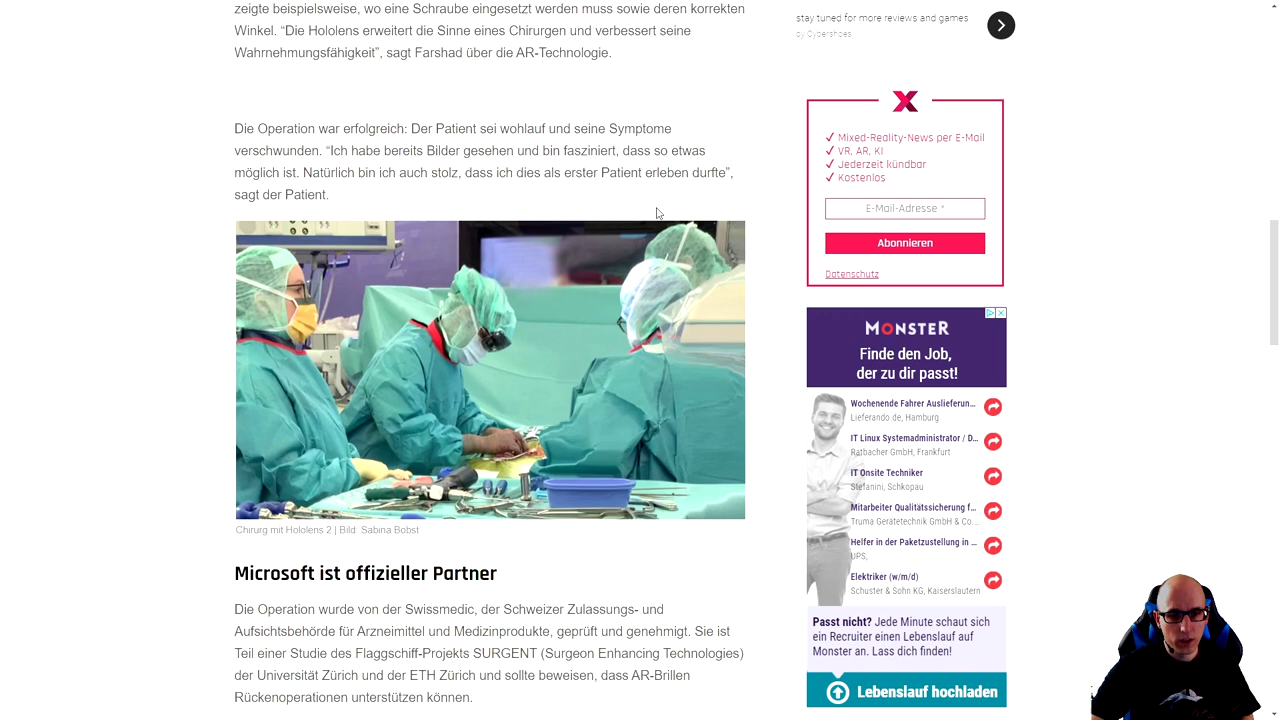 zeigte beispielsweise, wo eine Schraube eingesetzt werden muss sowie deren korrekten
Winkel. “Die Hololens erweitert die Sinne eines Chirurgen und verbessert seine
Wahrnehmungsfähigkeit”, sagt Farshad über die AR-Technologie.
Die Operation war erfolgreich: Der Patient sei wohlauf und seine Symptome
verschwunden. “Ich habe bereits Bilder gesehen und bin fasziniert, dass so etwas
möglich ist. Natürlich bin ich auch stolz, dass ich dies als erster Patient erleben durfte”,
sagt der Patient.
Chirurg mit Hololens 2 | Bild Sabina Bobst
Microsoft ist offizieller Partner
Die Operation wurde von der Swissmedic, der Schweizer Zulassungs- und
Aufsichtsbehörde für Arzneimittel und Medizinprodukte, geprüft und genehmigt. Sie ist
Teil einer Studie des Flaggschiff-Projekts SURGENT (Surgeon Enhancing Technologies)
der Universität Zürich und der ETH Zürich und sollte beweisen, dass AR-Brillen
Rückenoperationen unterstützen können.
stay tuned for more reviews and games
by Cybershoes
X
✓ Mixed-Reality-News per E-Mail
✓ VR, AR, KI
✓ Jederzeit kündbar
✓ Kostenlos
E-Mail-Adresse *
Abonnieren
Datenschutz
MONSTER
Finde den Job,
der zu dir passt!
Wochenende Fahrer Auslieferun...
Lieferando.de, Hamburg
IT Linux Systemadministrator / D...
Ratbacher GmbH, Frankfurt
IT Onsite Techniker
Stefanini, Schkopau
Mitarbeiter Qualitätssicherung f...
Truma Gerätetechnik GmbH & Co...
Helfer in der Paketzustellung in ...
UPS,
Elektriker (w/m/d)
Schuster & Sohn KG, Kaiserslautern
Passt nicht? Jede Minute schaut sich
ein Recruiter einen Lebenslauf auf
Monster an. Lass dich finden!
Lebenslauf hochladen